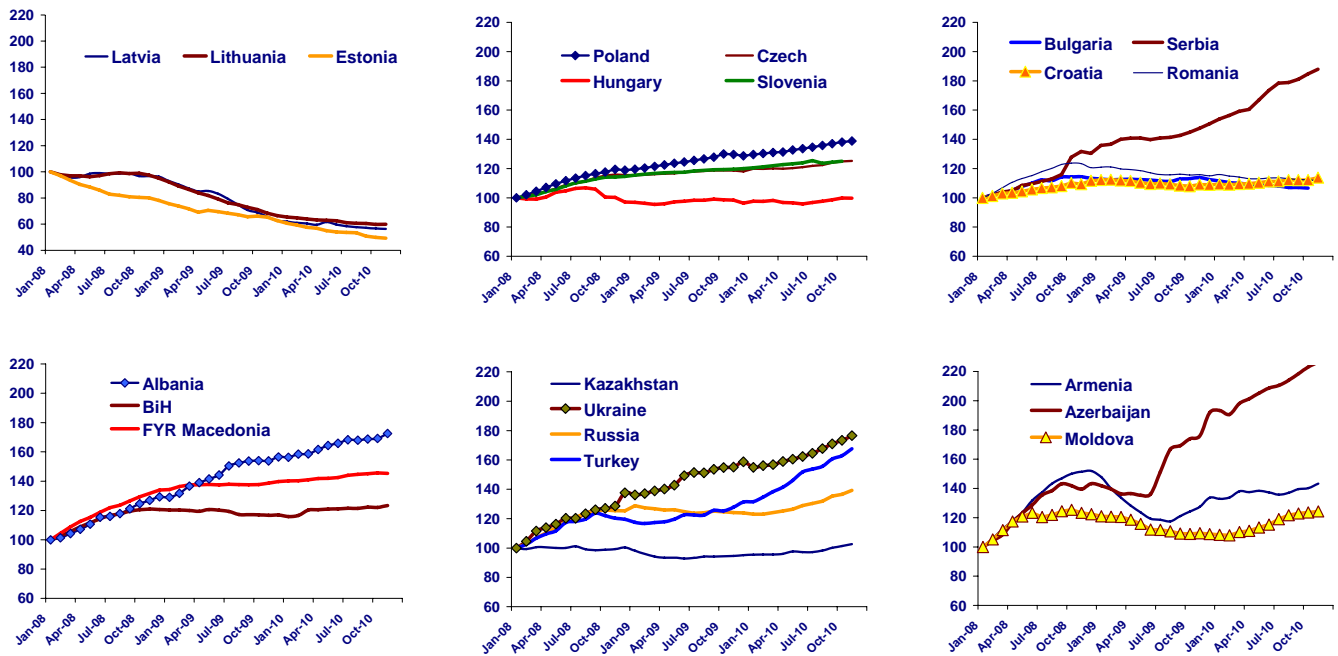 220
200
180
160
140
120
100
80
60
40
Latvia Lithuania Estonia
Jan-08 Apr-08 Jul-08 Oct-08 Jan-09 Apr-09 Jul-09 Oct-09 Jan-10 Apr-10 Jul-10 Oct-10
220
200
180
160
140
120
100
80
60
Poland Czech
Hungary Slovenia
Jan-08 Apr-08 Jul-08 Oct-08 Jan-09 Apr-09 Jul-09 Oct-09 Jan-10 Apr-10 Jul-10 Oct-10
220
200
180
160
140
120
100
80
60
Bulgaria Serbia
Croatia Romania
Jan-08 Apr-08 Jul-08 Oct-08 Jan-09 Apr-09 Jul-09 Oct-09 Jan-10 Apr-10 Jul-10 Oct-10
220
200
180
160
140
120
100
80
60
Albania
BiH
FYR Macedonia
Jan-08 Apr-08 Jul-08 Oct-08 Jan-09 Apr-09 Jul-09 Oct-09 Jan-10 Apr-10 Jul-10 Oct-10
220
200
180
160
140
120
100
80
60
Kazakhstan
Ukraine
Russia
Turkey
Jan-08 Apr-08 Jul-08 Oct-08 Jan-09 Apr-09 Jul-09 Oct-09 Jan-10 Apr-10 Jul-10 Oct-10
220
200
180
160
140
120
100
80
60
Armenia
Azerbaijan
Moldova
Jan-08 Apr-08 Jul-08 Oct-08 Jan-09 Apr-09 Jul-09 Oct-09 Jan-10 Apr-10 Jul-10 Oct-10